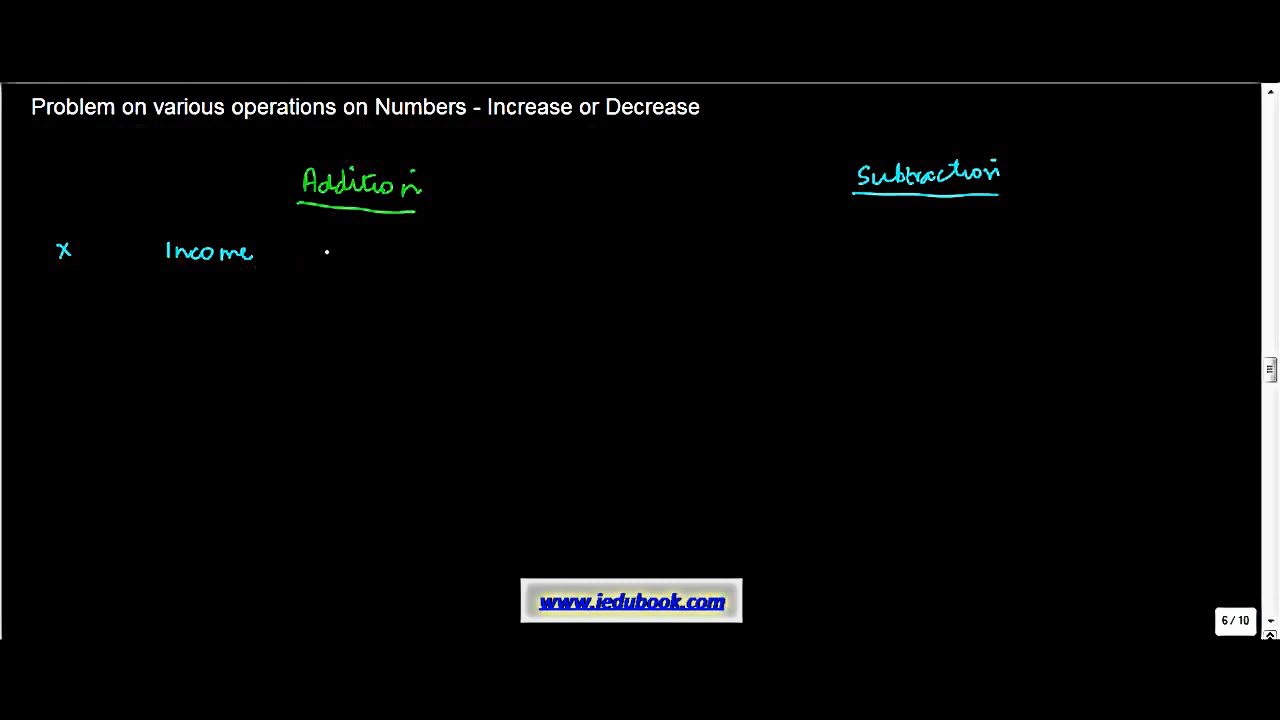 Problem on various operations on Numbers - Increase or Decrease
Addition Subtraction
x Income
www.iedubook.com
6 / 10